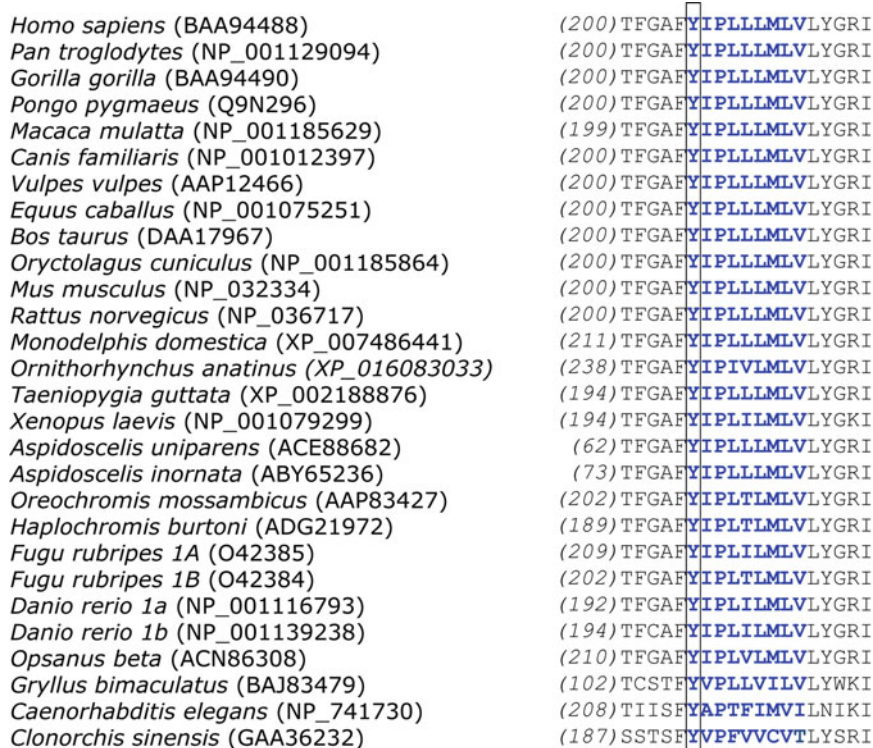 Homo sapiens (BAA94488) (200)TFGAFYIPLLLMLVLYGRI
Pan troglodytes (NP_001129094) (200)TFGAFYIPLLLMLVLYGRI
Gorilla gorilla (BAA94490) (200)TFGAFYIPLLLMLVLYGRI
Pongo pygmaeus (Q9N296) (200)TFGAFYIPLLLMLVLYGRI
Macaca mulatta (NP_001185629) (199)TFGAFYIPLLLMLVLYGRI
Canis familiaris (NP_001012397) (200)TFGAFYIPLLLMLVLYGRI
Vulpes vulpes (AAP12466) (200)TFGAFYIPLLLMLVLYGRI
Equus caballus (NP_001075251) (200)TFGAFYIPLLLMLVLYGRI
Bos taurus (DAA17967) (200)TFGAFYIPLLLMLVLYGRI
Oryctolagus cuniculus (NP_001185864) (200)TFGAFYIPLLLMLVLYGRI
Mus musculus (NP_032334) (200)TFGAFYIPLLLMLVLYGRI
Rattus norvegicus (NP_036717) (200)TFGAFYIPLLLMLVLYGRI
Monodelphis domestica (XP_007486441) (211)TFGAFYIPLLLMLVLYGRI
Ornithorhynchus anatinus (XP_016083033) (238)TFGAFYIPIVLMLVLYGRI
Taeniopygia guttata (XP_002188876) (194)TFGAFYIPLLLMLVLYGRI
Xenopus laevis (NP_001079299) (194)TFGAFYIPLILMLVLYGKI
Aspidoscelis uniparens (ACE88682) (62)TFGAFYIPLLLMLVLYGRI
Aspidoscelis inornata (ABY65236) (73)TFGAFYIPLLLMLVLYGRI
Oreochromis mossambicus (AAP83427) (202)TFGAFYIPLTLMLVLYGRI
Haplochromis burtoni (ADG21972) (189)TFGAFYIPLTLMLVLYGRI
Fugu rubripes 1A (O42385) (209)TFGAFYIPLILMLVLYGRI
Fugu rubripes 1B (O42384) (202)TFGAFYIPLTLMLVLYGRI
Danio rerio 1a (NP_001116793) (192)TFGAFYIPLILMLVLYGRI
Danio rerio 1b (NP_001139238) (194)TFCAFYIPLILMLVLYGRI
Opsanus beta (ACN86308) (210)TFGAFYIPLVLMLVLYGRI
Gryllus bimaculatus (BAJ83479) (102)TCSTFYVPLLVILVLYWKI
Caenorhabditis elegans (NP_741730) (208)TIISFYAPTFIMVILNIKI
Clonorchis sinensis (GAA36232) (187)SSTSFYVPFVVCVTLYSRI